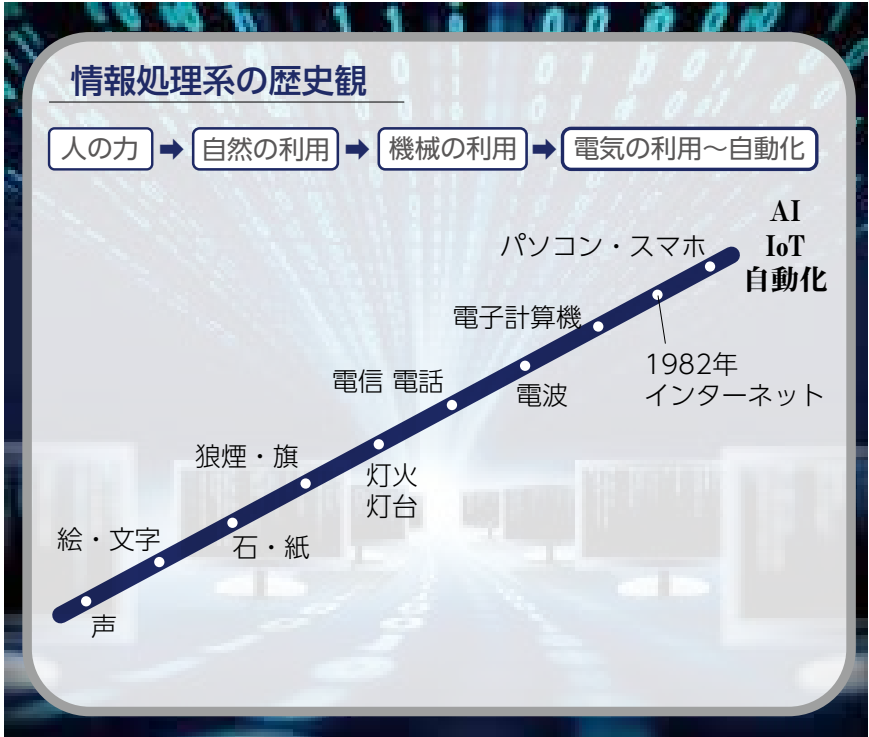 情報処理系の歴史観
人の力 ➡ 自然の利用 ➡ 機械の利用 ➡ 電気の利用～自動化
AI
IoT
自動化
パソコン・スマホ
電子計算機
1982年
インターネット
電信 電話
電波
狼煙・旗
灯火
灯台
絵・文字
石・紙
声